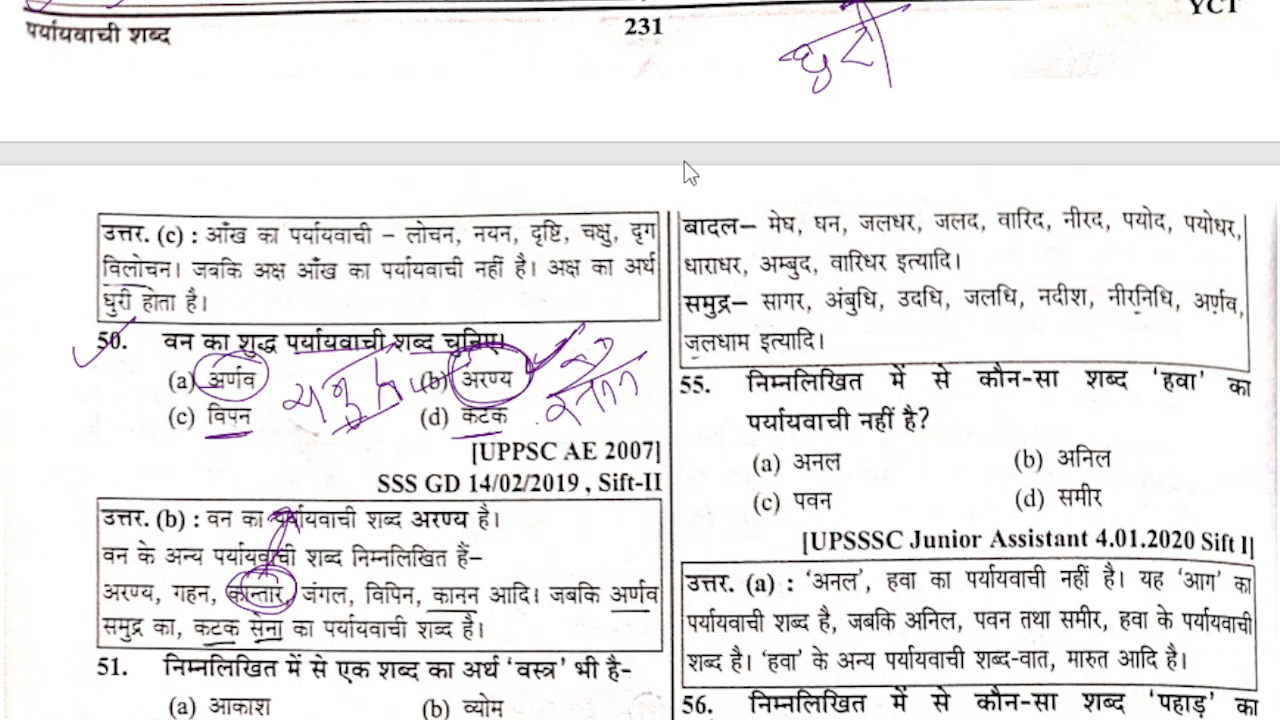 YCT
पर्यायवाची शब्द
231
धुरी
उत्तर. (c) : आँख का पर्यायवाची – लोचन, नयन, दृष्टि, चक्षु, दृग
विलोचन। जबकि अक्ष आँख का पर्यायवाची नहीं है। अक्ष का अर्थ
धुरी होता है।
50. वन का शुद्ध पर्यायवाची शब्द चुनिए।
(a) अर्णव (b) अरण्य
(c) विपन (d) कटक
[UPPSC AE 2007]
SSS GD 14/02/2019 , Sift-II
उत्तर. (b) : वन का पर्यायवाची शब्द अरण्य है।
वन के अन्य पर्यायवाची शब्द निम्नलिखित हैं–
अरण्य, गहन, कान्तार, जंगल, विपिन, कानन आदि। जबकि अर्णव
समुद्र का, कटक सेना का पर्यायवाची शब्द है।
51. निम्नलिखित में से एक शब्द का अर्थ ‘वस्त्र’ भी है-
(a) आकाश (b) व्योम
बादल– मेघ, घन, जलधर, जलद, वारिद, नीरद, पयोद, पयोधर,
धाराधर, अम्बुद, वारिधर इत्यादि।
समुद्र– सागर, अंबुधि, उदधि, जलधि, नदीश, नीरनिधि, अर्णव,
जलधाम इत्यादि।
55. निम्नलिखित में से कौन-सा शब्द ‘हवा’ का
पर्यायवाची नहीं है?
(a) अनल (b) अनिल
(c) पवन (d) समीर
[UPSSSC Junior Assistant 4.01.2020 Sift I]
उत्तर. (a) : ‘अनल’, हवा का पर्यायवाची नहीं है। यह ‘आग’ का
पर्यायवाची शब्द है, जबकि अनिल, पवन तथा समीर, हवा के पर्यायवाची
शब्द है। ‘हवा’ के अन्य पर्यायवाची शब्द-वात, मारुत आदि है।
56. निम्नलिखित में से कौन-सा शब्द ‘पहाड़’ का